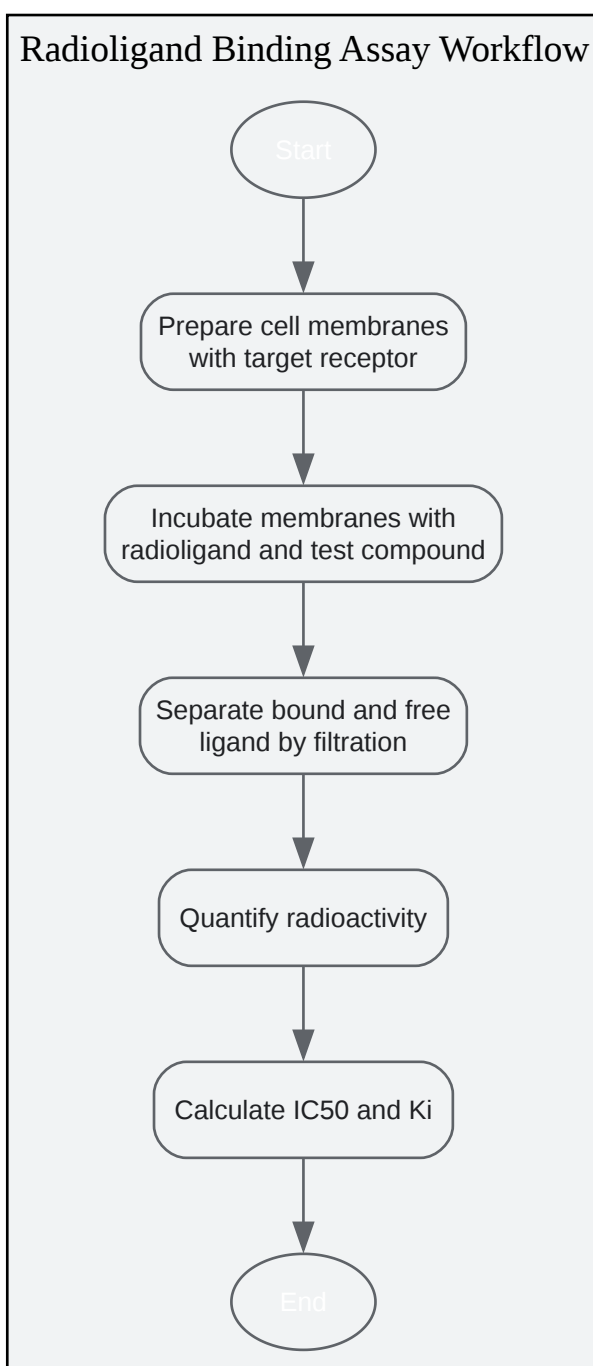 Radioligand Binding Assay Workflow
Start
Prepare cell membranes
with target receptor
Incubate membranes with
radioligand and test compound
Separate bound and free
ligand by filtration
Quantify radioactivity
Calculate IC50 and Ki
End